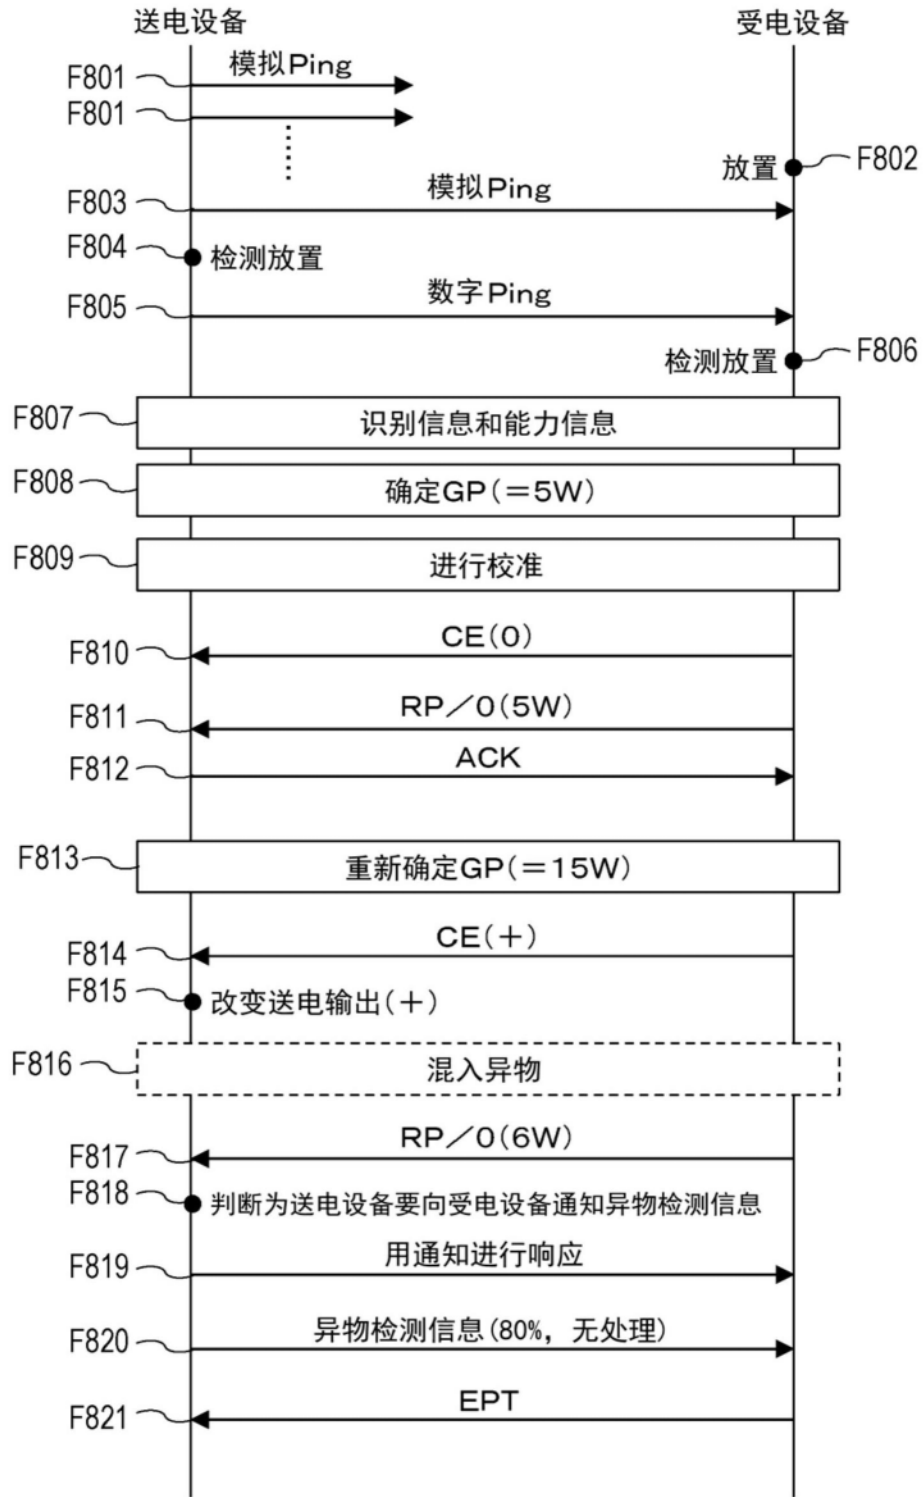 送电设备 受电设备
F801 模拟Ping
F801
放置 F802
F803 模拟Ping
F804 检测放置
F805 数字Ping
检测放置 F806
F807 识别信息和能力信息
F808 确定GP(=5W)
F809 进行校准
F810 CE(0)
F811 RP/0(5W)
F812 ACK
F813 重新确定GP(=15W)
F814 CE(+)
F815 改变送电输出(+)
F816 混入异物
F817 RP/0(6W)
F818 判断为送电设备要向受电设备通知异物检测信息
F819 用通知进行响应
F820 异物检测信息(80%, 无处理)
F821 EPT